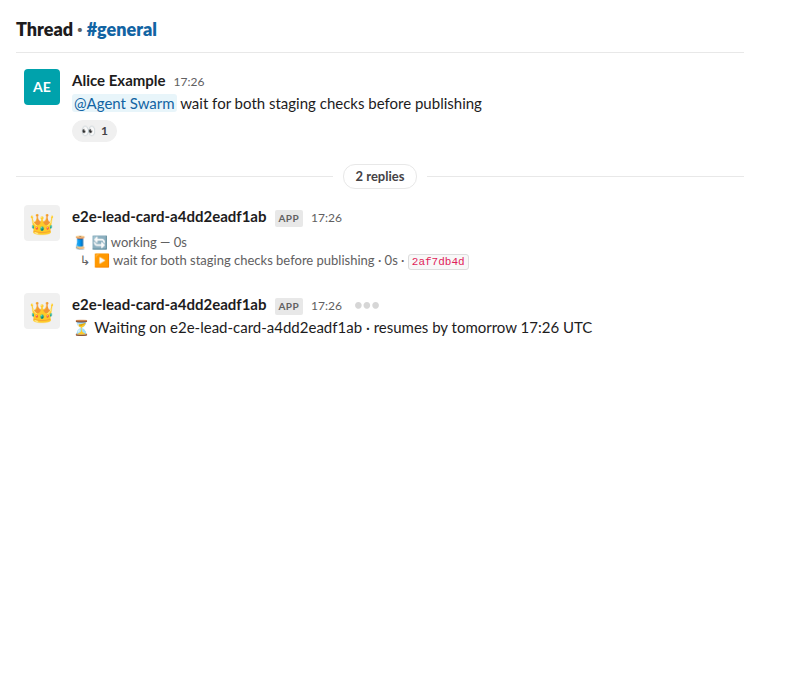 Thread • #general
AE
Alice Example 17:26
@Agent Swarm wait for both staging checks before publishing
👀 1
2 replies
e2e-lead-card-a4dd2eadf1ab APP 17:26
🧵 🔄 working — 0s
↳ ▶️ wait for both staging checks before publishing · 0s · 2af7db4d
e2e-lead-card-a4dd2eadf1ab APP 17:26
⏳ Waiting on e2e-lead-card-a4dd2eadf1ab · resumes by tomorrow 17:26 UTC